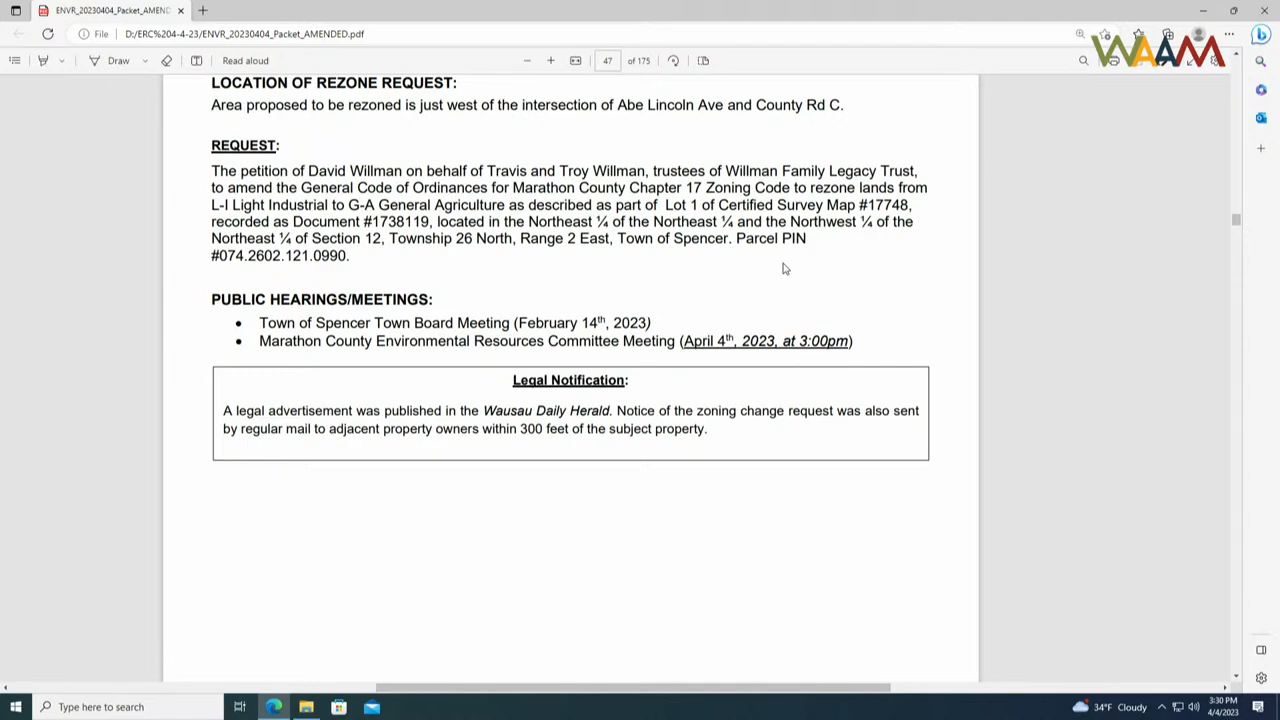 ENVR_20230404_Packet_AMENDED.
File
D:/ERC%204-4-23/ENVR_20230404_Packet_AMENDED.pdf
WAAM
Draw
Read aloud
47
of 175
LOCATION OF REZONE REQUEST:
Area proposed to be rezoned is just west of the intersection of Abe Lincoln Ave and County Rd C.
REQUEST:
The petition of David Willman on behalf of Travis and Troy Willman, trustees of Willman Family Legacy Trust,
to amend the General Code of Ordinances for Marathon County Chapter 17 Zoning Code to rezone lands from
L-I Light Industrial to G-A General Agriculture as described as part of Lot 1 of Certified Survey Map #17748,
recorded as Document #1738119, located in the Northeast ¼ of the Northeast ¼ and the Northwest ¼ of the
Northeast ¼ of Section 12, Township 26 North, Range 2 East, Town of Spencer. Parcel PIN
#074.2602.121.0990.
PUBLIC HEARINGS/MEETINGS:
• Town of Spencer Town Board Meeting (February 14th, 2023)
• Marathon County Environmental Resources Committee Meeting (April 4th, 2023, at 3:00pm)
Legal Notification:
A legal advertisement was published in the Wausau Daily Herald. Notice of the zoning change request was also sent
by regular mail to adjacent property owners within 300 feet of the subject property.
Type here to search
34°F Cloudy
3:30 PM
4/4/2023